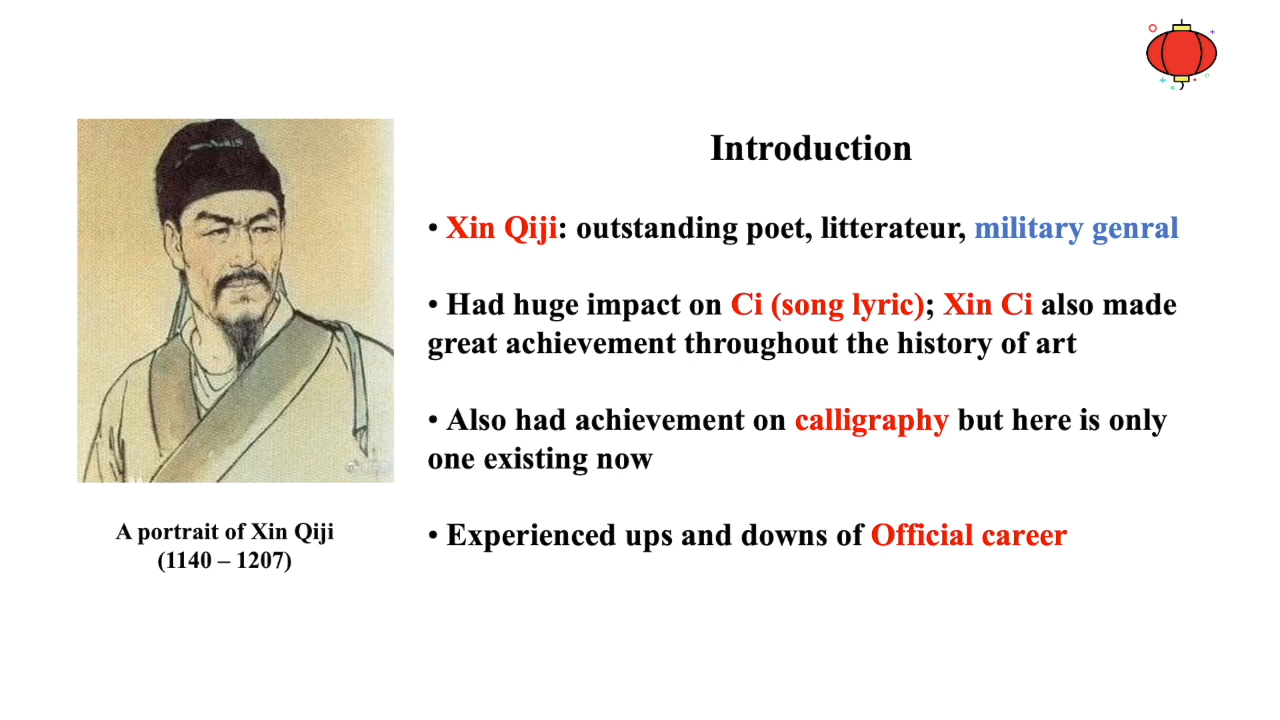 Introduction
• Xin Qiji: outstanding poet, litterateur, military genral
• Had huge impact on Ci (song lyric); Xin Ci also made
great achievement throughout the history of art
• Also had achievement on calligraphy but here is only
one existing now
• Experienced ups and downs of Official career
A portrait of Xin Qiji
(1140 – 1207)